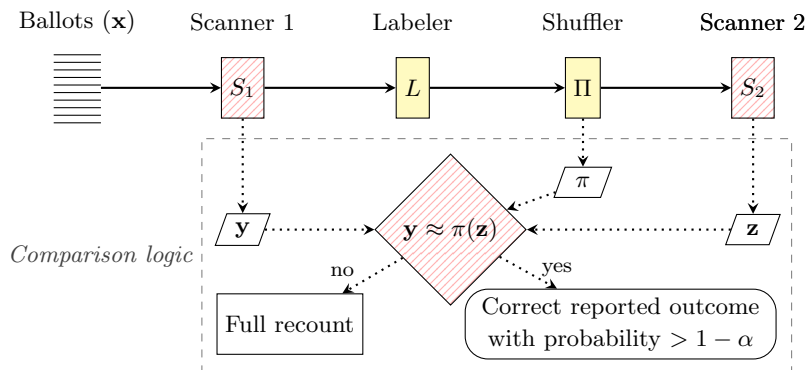 Ballots (𝐱)
Scanner 1
Labeler
Shuffler
Scanner 2
S₁
L
Π
S₂
π
𝐲
𝐲 ≈ π(𝐳)
𝐳
Comparison logic
no
yes
Full recount
Correct reported outcome
with probability > 1 − α